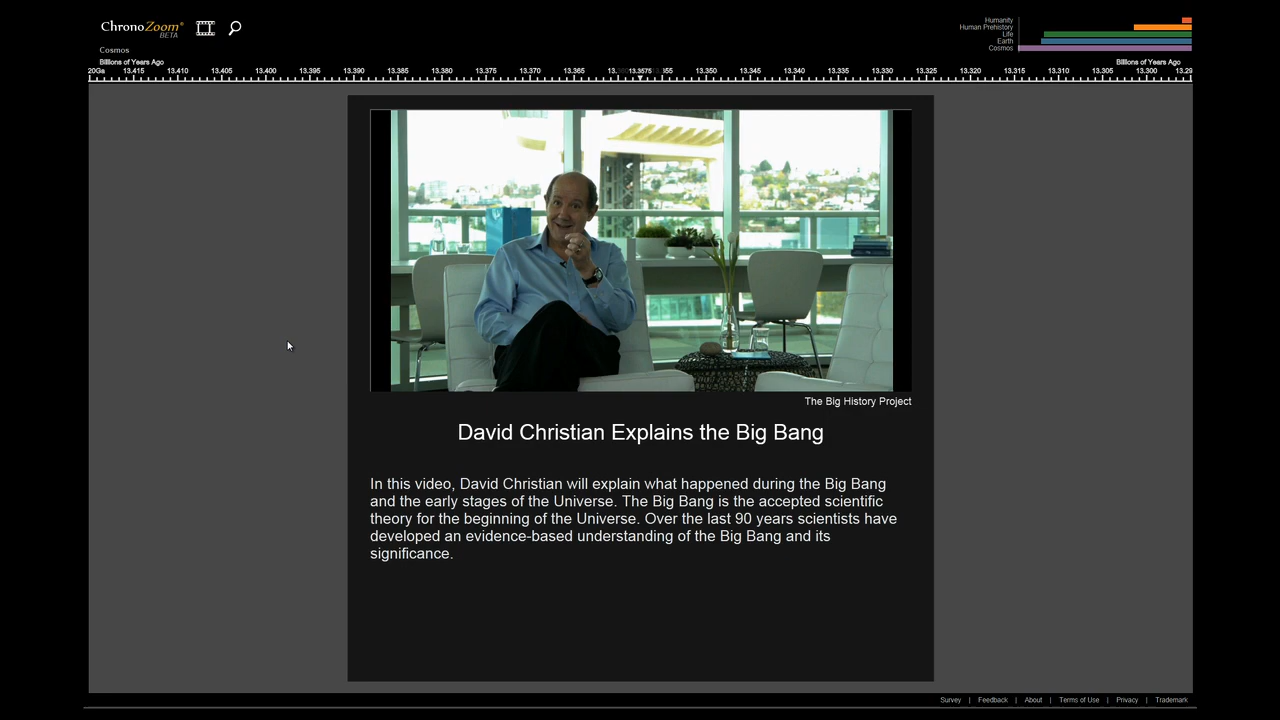 ChronoZoom®
BETA
Cosmos
Humanity
Human Prehistory
Life
Earth
Cosmos
Billions of Years Ago
Billions of Years Ago
20Ga 13.415 13.410 13.405 13.400 13.395 13.390 13.385 13.380 13.375 13.370 13.365 13.3575 13.350 13.345 13.340 13.335 13.330 13.325 13.320 13.315 13.310 13.305 13.300 13.29
The Big History Project
David Christian Explains the Big Bang
In this video, David Christian will explain what happened during the Big Bang
and the early stages of the Universe. The Big Bang is the accepted scientific
theory for the beginning of the Universe. Over the last 90 years scientists have
developed an evidence-based understanding of the Big Bang and its
significance.
Survey | Feedback | About | Terms of Use | Privacy | Trademark